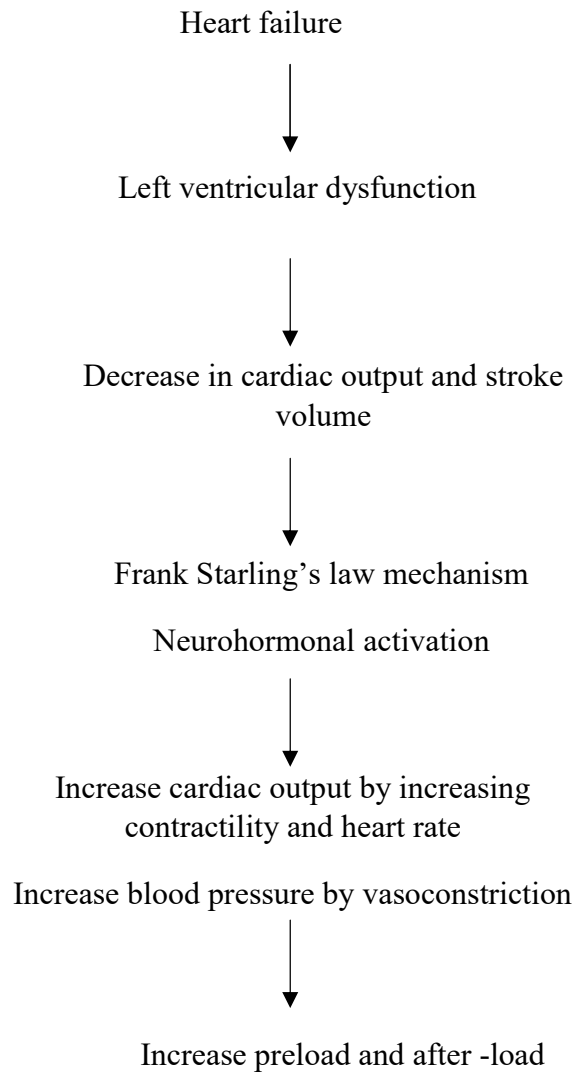 Heart failure
Left ventricular dysfunction
Decrease in cardiac output and stroke
volume
Frank Starling’s law mechanism
Neurohormonal activation
Increase cardiac output by increasing
contractility and heart rate
Increase blood pressure by vasoconstriction
Increase preload and after -load